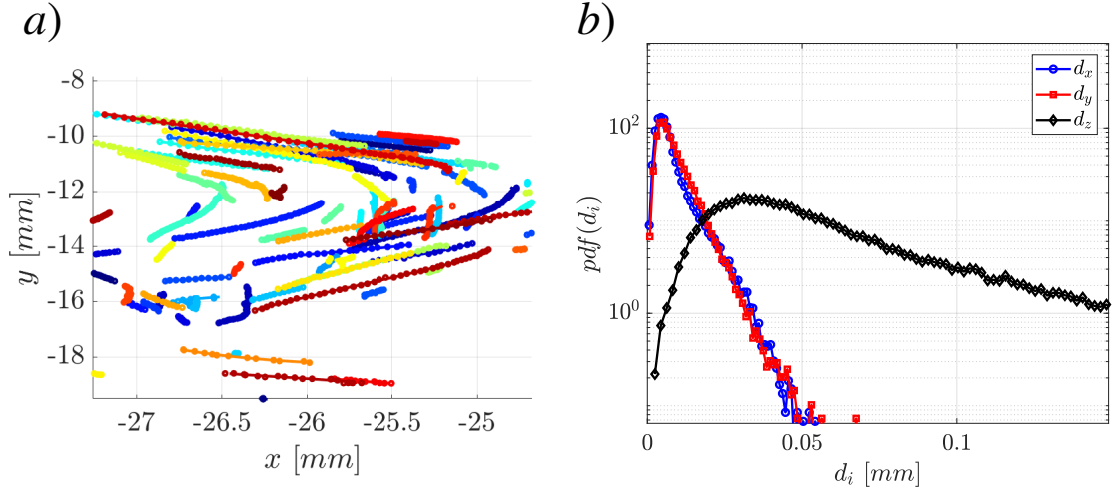 a)
-8
-10
-12
-14
-16
-18
y [mm]
-27
-26.5
-26
-25.5
-25
x [mm]
b)
d_x
d_y
d_z
10^2
10^0
pdf(d_i)
0
0.05
0.1
d_i [mm]